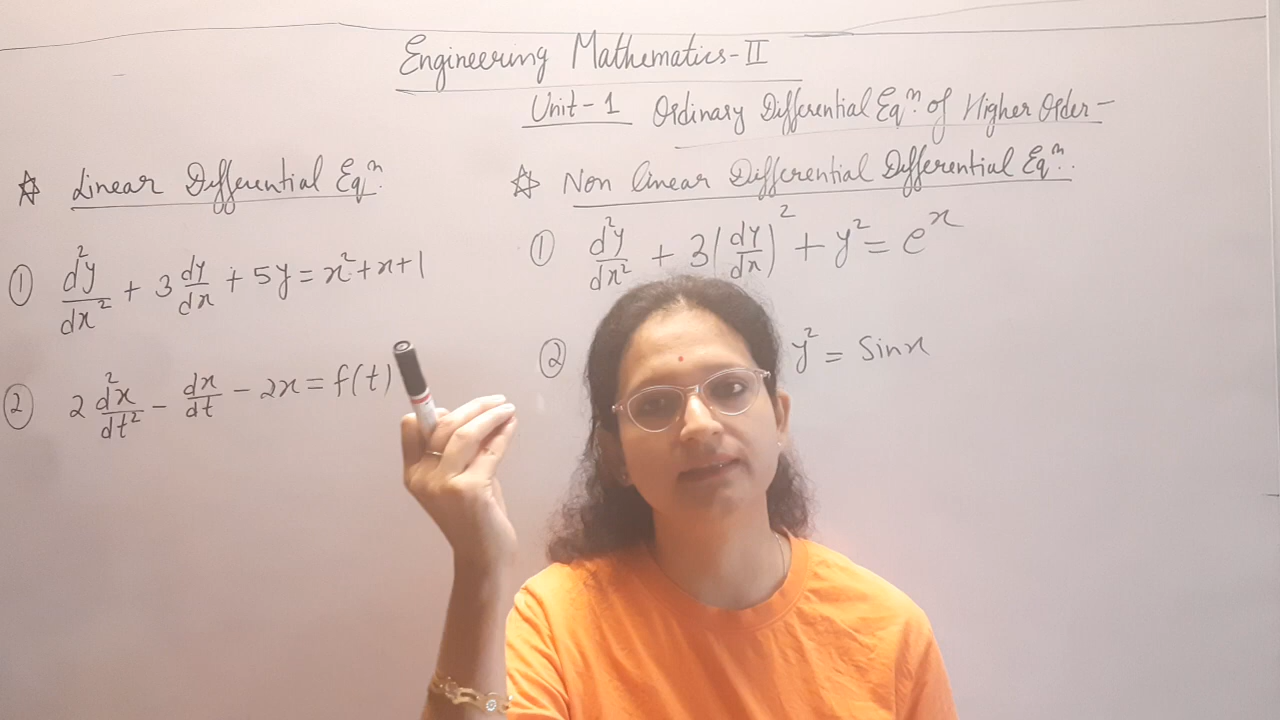 Engineering Mathematics-II
Unit-1 Ordinary Differential Eqⁿ. of Higher Order-
☆ Linear Differential Eqⁿ.
① d²y/dx² + 3 dy/dx + 5y = x²+x+1
② 2 d²x/dt² - dx/dt - 2x = f(t)
☆ Non linear Differential Differential Eqⁿ.
① d²y/dx² + 3(dy/dx)² + y² = eˣ
② y² = Sinx